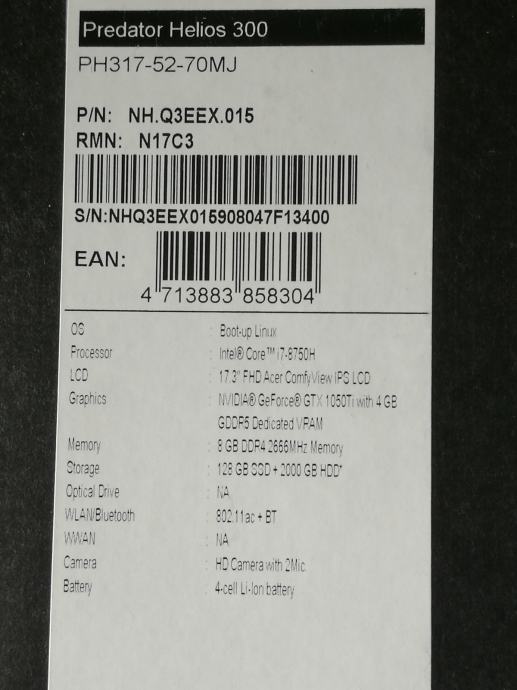 Predator Helios 300
PH317-52-70MJ
P/N: NH.Q3EEX.015
RMN: N17C3
S/N:NHQ3EEX015908047F13400
EAN:
4 713883 858304
OS : Boot-up Linux
Processor : Intel® Core™ i7-8750H
LCD : 17.3" FHD Acer ComfyView IPS LCD
Graphics : NVIDIA® GeForce® GTX 1050Ti with 4 GB
GDDR5 Dedicated VRAM
Memory : 8 GB DDR4 2666MHz Memory
Storage : 128 GB SSD + 2000 GB HDD*
Optical Drive : NA
WLAN/Bluetooth : 802.11ac + BT
WWAN : NA
Camera : HD Camera with 2Mic
Battery : 4-cell Li-Ion battery